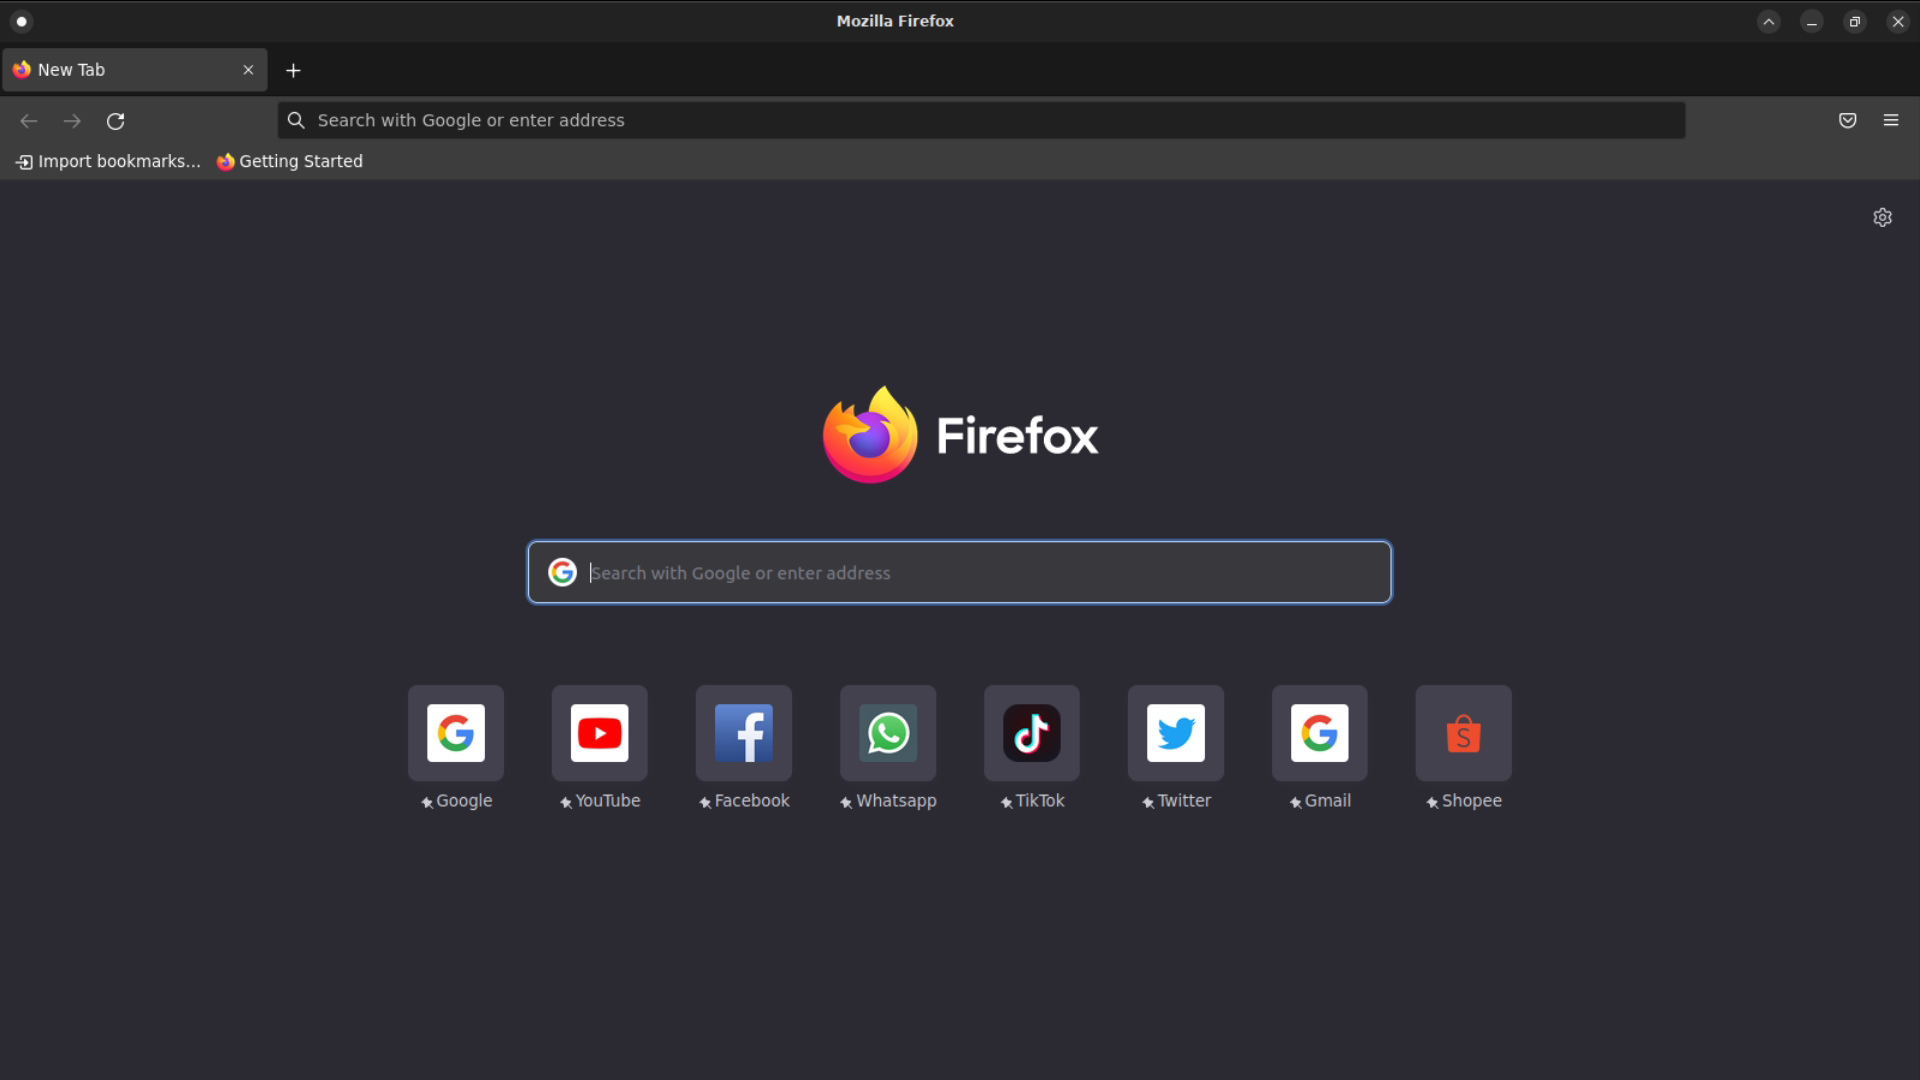 Mozilla Firefox
New Tab
Search with Google or enter address
Import bookmarks...
Getting Started
Firefox
Search with Google or enter address
Google
YouTube
Facebook
Whatsapp
TikTok
Twitter
Gmail
Shopee